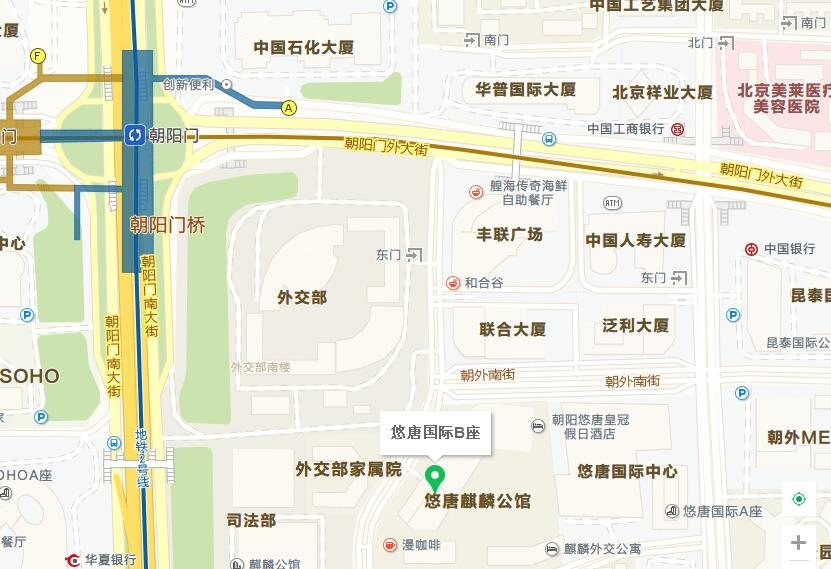 中国工艺集团大厦
P
大厦
中国石化大厦
南门
北门
南门
F
创新便利
A
华普国际大厦
北京祥业大厦
北京美莱医疗
美容医院
中国工商银行
门
朝阳门
朝阳门外大街
朝阳门外大街
朝阳门桥
艎海传奇海鲜
自助餐厅
ATM
中心
东门
丰联广场
中国人寿大厦
中国银行
朝阳门南大街
外交部
和合谷
东门
昆泰
P
朝阳门南大街
联合大厦
泛利大厦
P
昆泰国际公
外交部南楼
朝外南街
朝外南街
SOHO
P
P
家
悠唐国际B座
朝阳悠唐皇冠
假日酒店
朝外ME
地铁2号线
OHOA座
外交部家属院
悠唐国际中心
悠唐麒麟公馆
悠唐国际A座
司法部
餐厅
漫咖啡
麒麟外交公寓
华夏银行
麒麟公馆
园